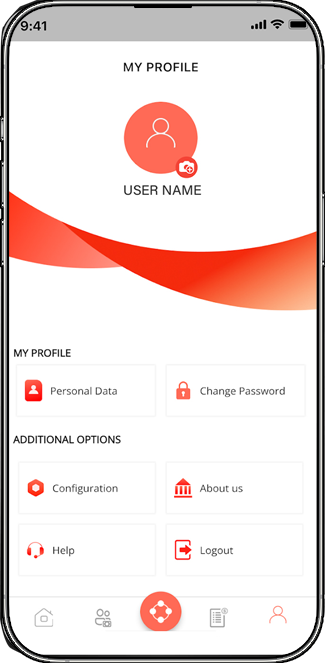 9:41
MY PROFILE
USER NAME
MY PROFILE
Personal Data
Change Password
ADDITIONAL OPTIONS
Configuration
About us
Help
Logout